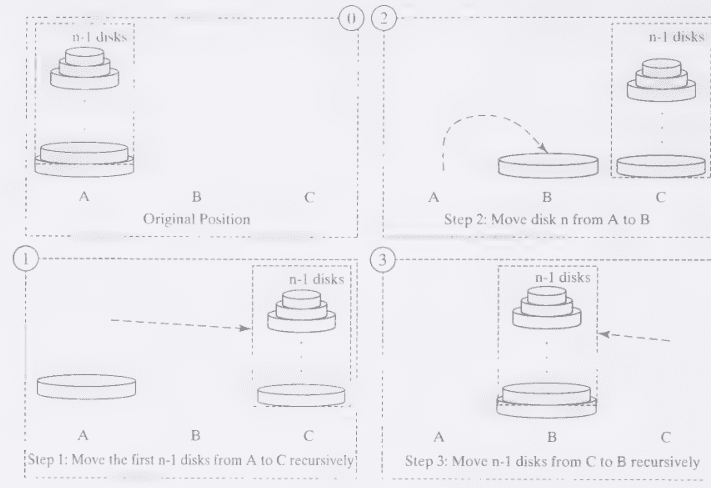 0
n-1 disks
A B C
Original Position
2
n-1 disks
A B C
Step 2: Move disk n from A to B
1
n-1 disks
A B C
Step 1: Move the first n-1 disks from A to C recursively
3
n-1 disks
A B C
Step 3: Move n-1 disks from C to B recursively